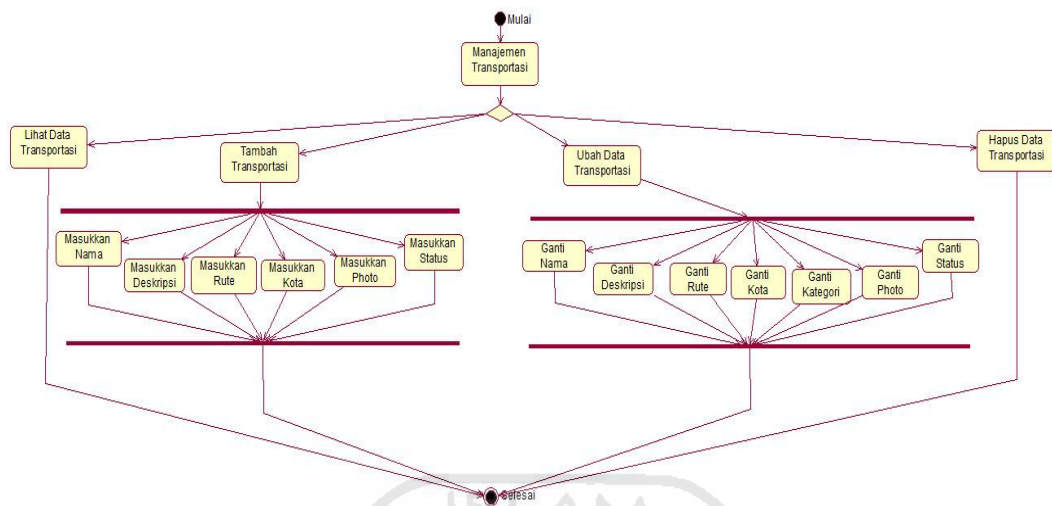 Mulai
Manajemen
Transportasi
Lihat Data
Transportasi
Tambah
Transportasi
Ubah Data
Transportasi
Hapus Data
Transportasi
Masukkan
Nama
Masukkan
Deskripsi
Masukkan
Rute
Masukkan
Kota
Masukkan
Photo
Masukkan
Status
Ganti
Nama
Ganti
Deskripsi
Ganti
Rute
Ganti
Kota
Ganti
Kategori
Ganti
Photo
Ganti
Status
Selesai